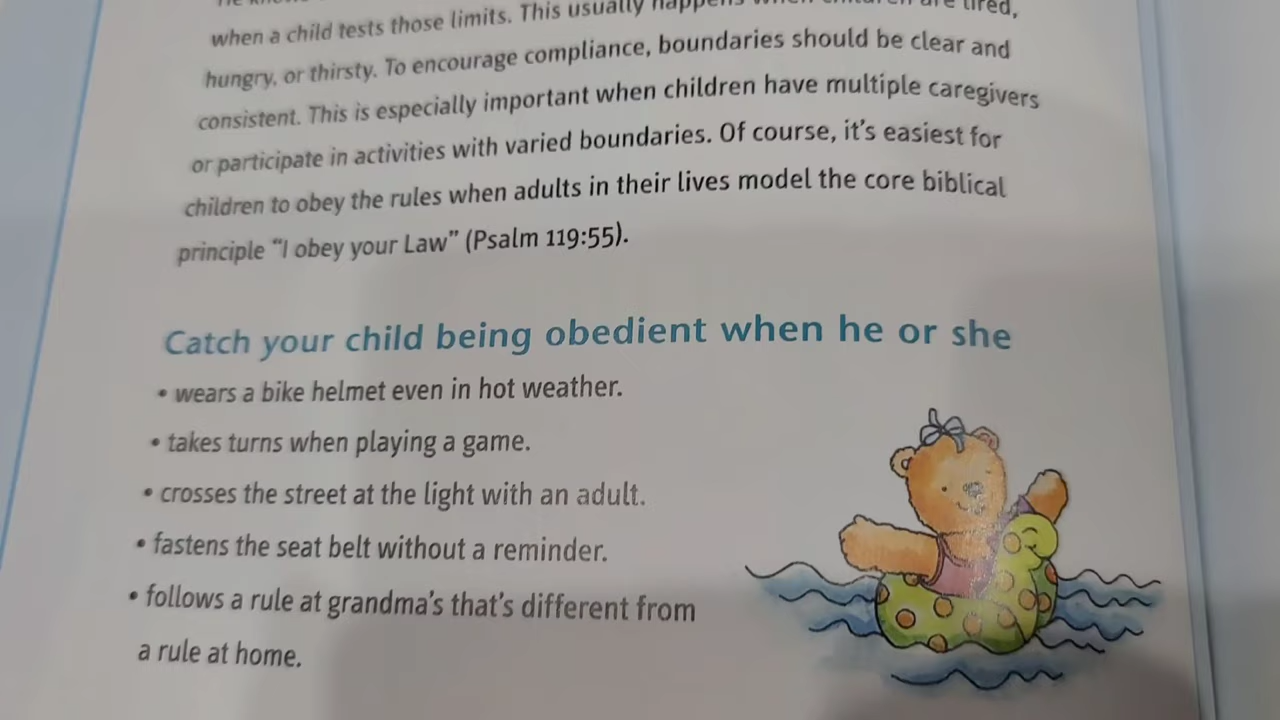 when a child tests those limits. This usually happens when children are tired,
hungry, or thirsty. To encourage compliance, boundaries should be clear and
consistent. This is especially important when children have multiple caregivers
or participate in activities with varied boundaries. Of course, it's easiest for
children to obey the rules when adults in their lives model the core biblical
principle "I obey your Law" (Psalm 119:55).
Catch your child being obedient when he or she
• wears a bike helmet even in hot weather.
• takes turns when playing a game.
• crosses the street at the light with an adult.
• fastens the seat belt without a reminder.
• follows a rule at grandma's that's different from
a rule at home.